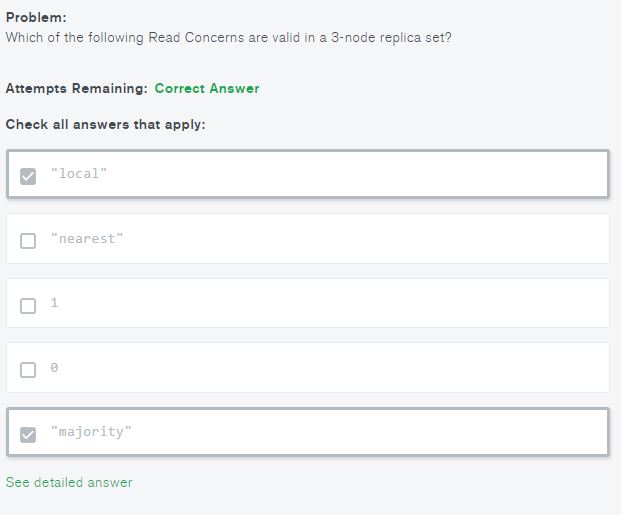 Problem:
Which of the following Read Concerns are valid in a 3-node replica set?
Attempts Remaining: Correct Answer
Check all answers that apply:
"local"
"nearest"
1
0
"majority"
See detailed answer